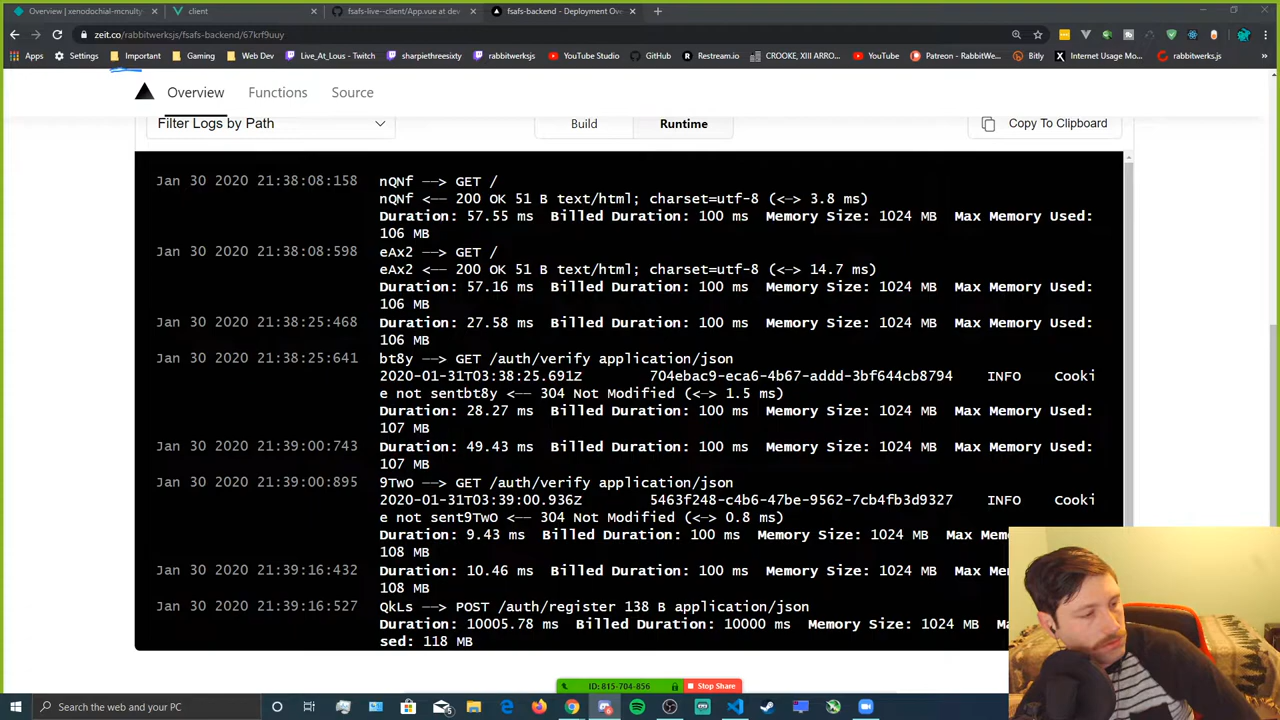 Overview | xenodochial-mcnulty
client
fsafs-live--client/App.vue at dev
fsafs-backend - Deployment Ove
zeit.co/rabbitwerksjs/fsafs-backend/67krf9uuy
Apps
Settings
Important
Gaming
Web Dev
Live_At_Lous - Twitch
sharpiethreesixty
rabbitwerksjs
YouTube Studio
GitHub
Restream.io
CROOKE, XIII ARRO...
YouTube
Patreon - RabbitWe...
Bitly
Internet Usage Mo...
rabbitwerks.js
Overview
Functions
Source
Filter Logs by Path
Build
Runtime
Copy To Clipboard
Jan 30 2020 21:38:08:158 nQNf ——> GET /
nQNf <—— 200 OK 51 B text/html; charset=utf-8 (<—> 3.8 ms)
Duration: 57.55 ms Billed Duration: 100 ms Memory Size: 1024 MB Max Memory Used:
106 MB
Jan 30 2020 21:38:08:598 eAx2 ——> GET /
eAx2 <—— 200 OK 51 B text/html; charset=utf-8 (<—> 14.7 ms)
Duration: 57.16 ms Billed Duration: 100 ms Memory Size: 1024 MB Max Memory Used:
106 MB
Jan 30 2020 21:38:25:468 Duration: 27.58 ms Billed Duration: 100 ms Memory Size: 1024 MB Max Memory Used:
106 MB
Jan 30 2020 21:38:25:641 bt8y ——> GET /auth/verify application/json
2020-01-31T03:38:25.691Z 704ebac9-eca6-4b67-addd-3bf644cb8794 INFO Cooki
e not sentbt8y <—— 304 Not Modified (<—> 1.5 ms)
Duration: 28.27 ms Billed Duration: 100 ms Memory Size: 1024 MB Max Memory Used:
107 MB
Jan 30 2020 21:39:00:743 Duration: 49.43 ms Billed Duration: 100 ms Memory Size: 1024 MB Max Memory Used:
107 MB
Jan 30 2020 21:39:00:895 9TwO ——> GET /auth/verify application/json
2020-01-31T03:39:00.936Z 5463f248-c4b6-47be-9562-7cb4fb3d9327 INFO Cooki
e not sent9TwO <—— 304 Not Modified (<—> 0.8 ms)
Duration: 9.43 ms Billed Duration: 100 ms Memory Size: 1024 MB Max Me
108 MB
Jan 30 2020 21:39:16:432 Duration: 10.46 ms Billed Duration: 100 ms Memory Size: 1024 MB
108 MB
Jan 30 2020 21:39:16:527 QkLs ——> POST /auth/register 138 B application/json
Duration: 10005.78 ms Billed Duration: 10000 ms Memory Size: 1024 MB
sed: 118 MB
ID: 815-704-856
Stop Share
Type here to search